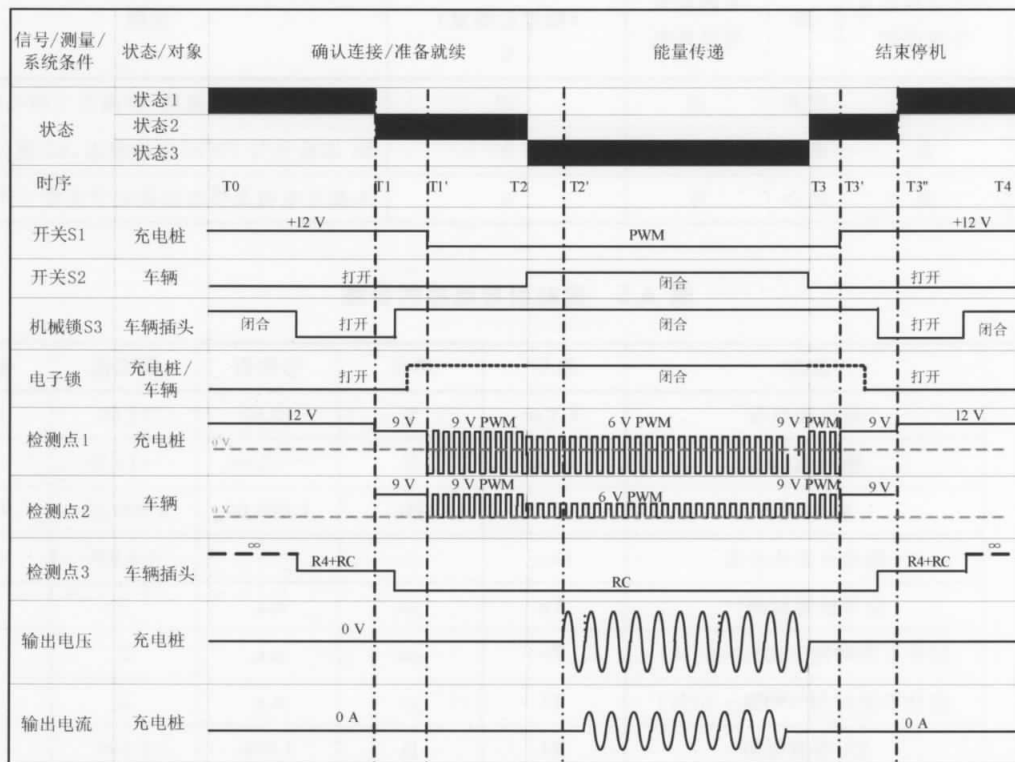 信号/测量/
系统条件
状态/对象
确认连接/准备就续
能量传递
结束停机
状态
状态1
状态2
状态3
时序
T0
T1
T1'
T2
T2'
T3
T3'
T3"
T4
开关S1
充电桩
+12 V
PWM
+12 V
开关S2
车辆
打开
闭合
打开
机械锁S3
车辆插头
闭合
打开
闭合
打开
闭合
电子锁
充电桩/
车辆
打开
闭合
打开
检测点1
充电桩
12 V
9 V
9 V PWM
6 V PWM
9 V PWM
9 V
12 V
0 V
检测点2
车辆
9 V
9 V PWM
6 V PWM
9 V PWM
9 V
0 V
检测点3
车辆插头
∞
R4+RC
RC
R4+RC
∞
输出电压
充电桩
0 V
输出电流
充电桩
0 A
0 A